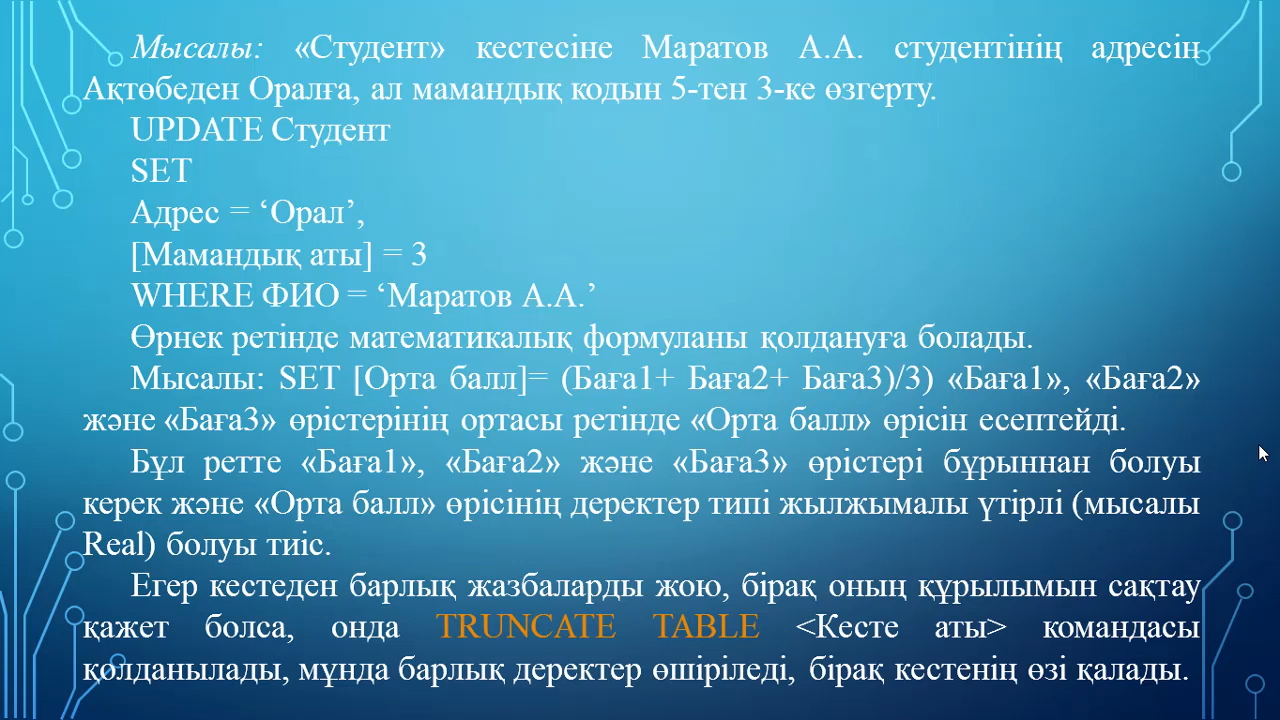 Мысалы: «Студент» кестесіне Маратов А.А. студентінің адресін
Ақтөбеден Оралға, ал мамандық кодын 5-тен 3-ке өзгерту.
UPDATE Студент
SET
Адрес = ‘Орал’,
[Мамандық аты] = 3
WHERE ФИО = ‘Маратов А.А.’
Өрнек ретінде математикалық формуланы қолдануға болады.
Мысалы: SET [Орта балл]= (Баға1+ Баға2+ Баға3)/3) «Баға1», «Баға2»
және «Баға3» өрістерінің ортасы ретінде «Орта балл» өрісін есептейді.
Бұл ретте «Баға1», «Баға2» және «Баға3» өрістері бұрыннан болуы
керек және «Орта балл» өрісінің деректер типі жылжымалы үтірлі (мысалы
Real) болуы тиіс.
Егер кестеден барлық жазбаларды жою, бірақ оның құрылымын сақтау
қажет болса, онда TRUNCATE TABLE <Кесте аты> командасы
қолданылады, мұнда барлық деректер өшіріледі, бірақ кестенің өзі қалады.